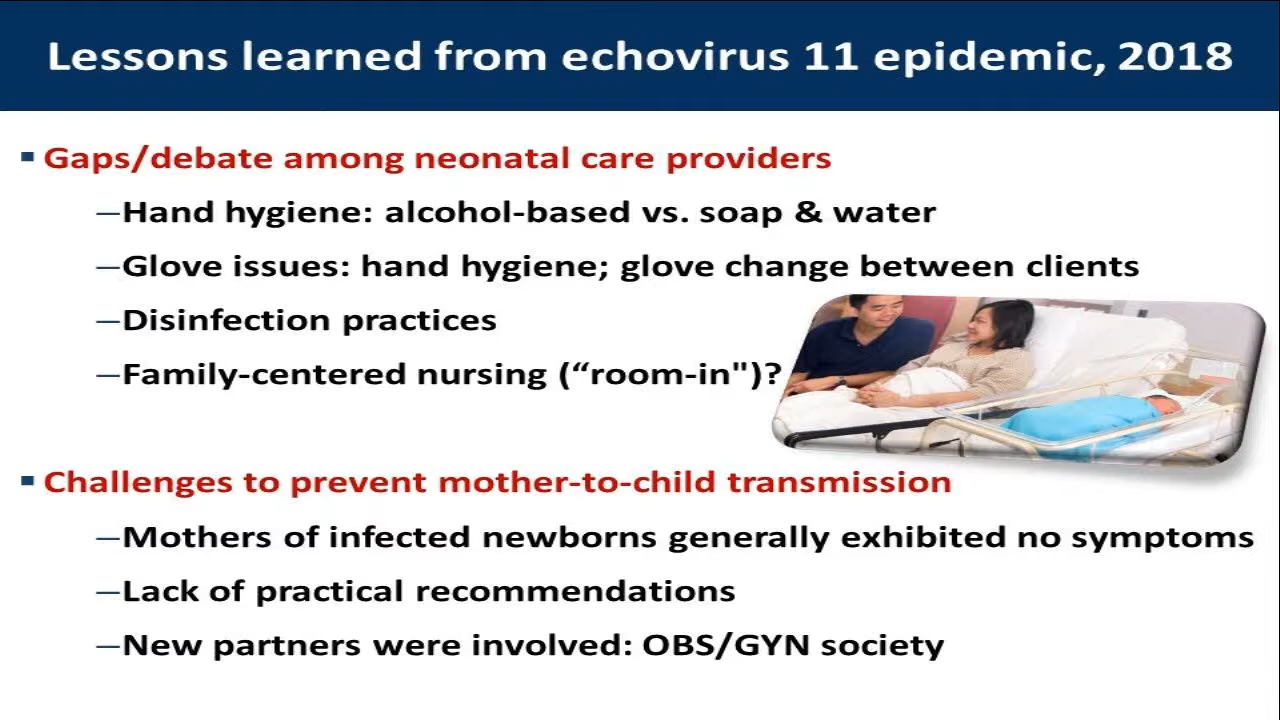 Lessons learned from echovirus 11 epidemic, 2018
Gaps/debate among neonatal care providers
–Hand hygiene: alcohol-based vs. soap & water
–Glove issues: hand hygiene; glove change between clients
–Disinfection practices
–Family-centered nursing (“room-in")?
Challenges to prevent mother-to-child transmission
–Mothers of infected newborns generally exhibited no symptoms
–Lack of practical recommendations
–New partners were involved: OBS/GYN society